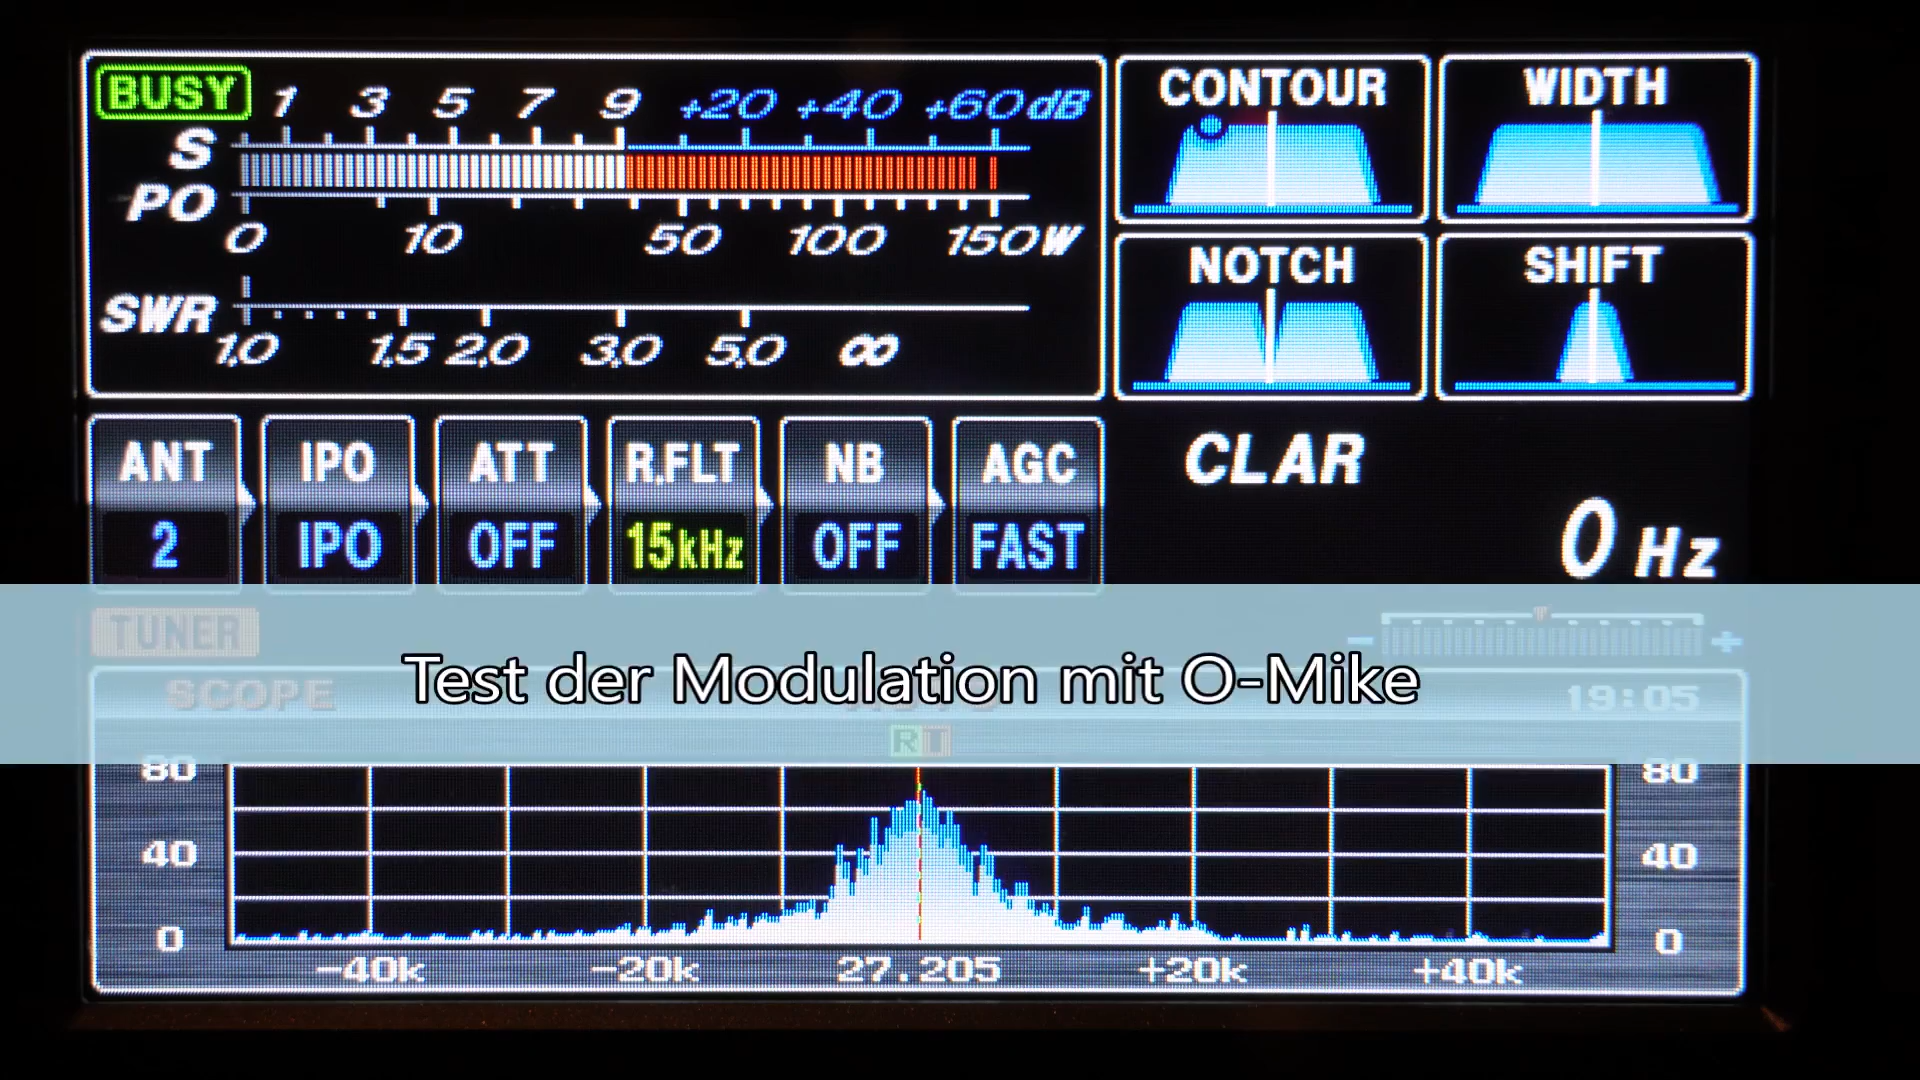 BUSY 1 3 5 7 9 +20 +40 +60dB
S
PO
0 10 50 100 150W
SWR
1.0 1.5 2.0 3.0 5.0 ∞
CONTOUR WIDTH
NOTCH SHIFT
ANT IPO ATT R.FLT NB AGC
2 IPO OFF 15kHz OFF FAST
CLAR
0 Hz
TUNER
- +
Test der Modulation mit O-Mike
SCOPE 19:05
RT
80 80
40 40
0 0
-40k -20k 27.205 +20k +40k